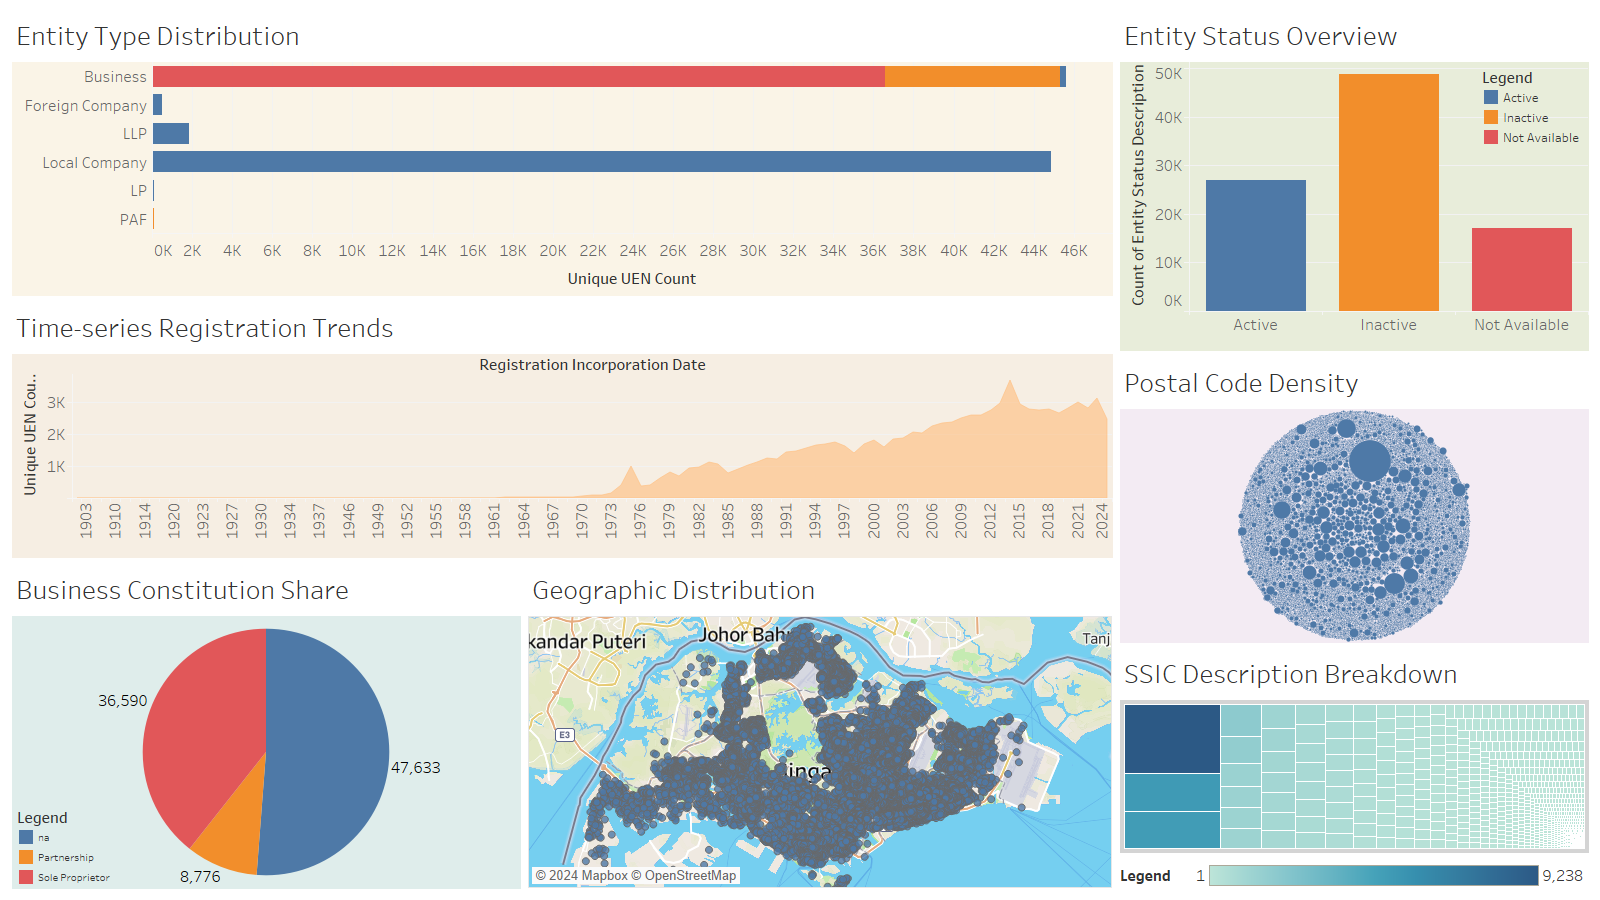 Entity Type Distribution
Business
Foreign Company
LLP
Local Company
LP
PAF
0K 2K 4K 6K 8K 10K 12K 14K 16K 18K 20K 22K 24K 26K 28K 30K 32K 34K 36K 38K 40K 42K 44K 46K
Unique UEN Count
Entity Status Overview
Count of Entity Status Description
50K
40K
30K
20K
10K
0K
Legend
Active
Inactive
Not Available
Active Inactive Not Available
Time-series Registration Trends
Registration Incorporation Date
Unique UEN Cou..
3K
2K
1K
1903 1910 1914 1920 1923 1927 1930 1934 1937 1946 1949 1952 1955 1958 1961 1964 1967 1970 1973 1976 1979 1982 1985 1988 1991 1994 1997 2000 2003 2006 2009 2012 2015 2018 2021 2024
Postal Code Density
Business Constitution Share
36,590
47,633
8,776
Legend
na
Partnership
Sole Proprietor
Geographic Distribution
kandar Puteri
Johor Bah
Tanj
E3
inga
© 2024 Mapbox © OpenStreetMap
SSIC Description Breakdown
Legend 1 9,238